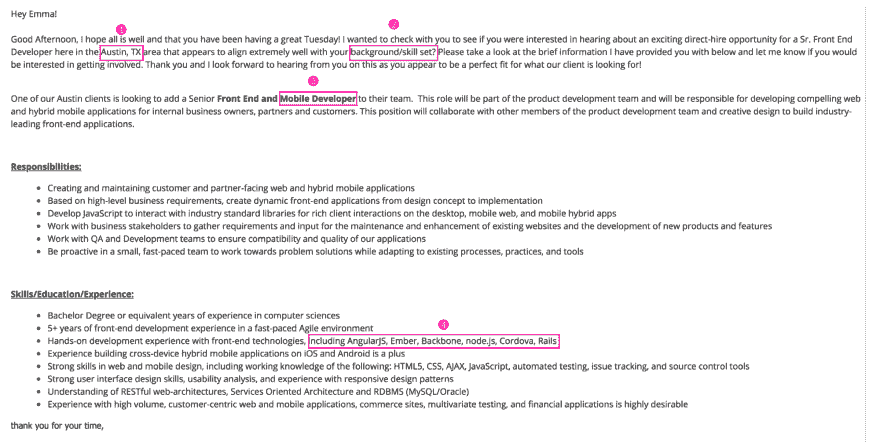 Hey Emma!
Good Afternoon, I hope all is well and that you have been having a great Tuesday! I wanted to check with you to see if you were interested in hearing about an exciting direct-hire opportunity for a Sr. Front End
Developer here in the Austin, TX area that appears to align extremely well with your background/skill set? Please take a look at the brief information I have provided you with below and let me know if you would
be interested in getting involved. Thank you and I look forward to hearing from you on this as you appear to be a perfect fit for what our client is looking for!
One of our Austin clients is looking to add a Senior Front End and Mobile Developer to their team. This role will be part of the product development team and will be responsible for developing compelling web
and hybrid mobile applications for internal business owners, partners and customers. This position will collaborate with other members of the product development team and creative design to build industry-
leading front-end applications.
Responsibilities:
Creating and maintaining customer and partner-facing web and hybrid mobile applications
Based on high-level business requirements, create dynamic front-end applications from design concept to implementation
Develop JavaScript to interact with industry standard libraries for rich client interactions on the desktop, mobile web, and mobile hybrid apps
Work with business stakeholders to gather requirements and input for the maintenance and enhancement of existing websites and the development of new products and features
Work with QA and Development teams to ensure compatibility and quality of our applications
Be proactive in a small, fast-paced team to work towards problem solutions while adapting to existing processes, practices, and tools
Skills/Education/Experience:
Bachelor Degree or equivalent years of experience in computer sciences
5+ years of front-end development experience in a fast-paced Agile environment
Hands-on development experience with front-end technologies, including AngularJS, Ember, Backbone, node.js, Cordova, Rails
Experience building cross-device hybrid mobile applications on iOS and Android is a plus
Strong skills in web and mobile design, including working knowledge of the following: HTML5, CSS, AJAX, JavaScript, automated testing, issue tracking, and source control tools
Strong user interface design skills, usability analysis, and experience with responsive design patterns
Understanding of RESTful web-architectures, Services Oriented Architecture and RDBMS (MySQL/Oracle)
Experience with high volume, customer-centric web and mobile applications, commerce sites, multivariate testing, and financial applications is highly desirable
thank you for your time,